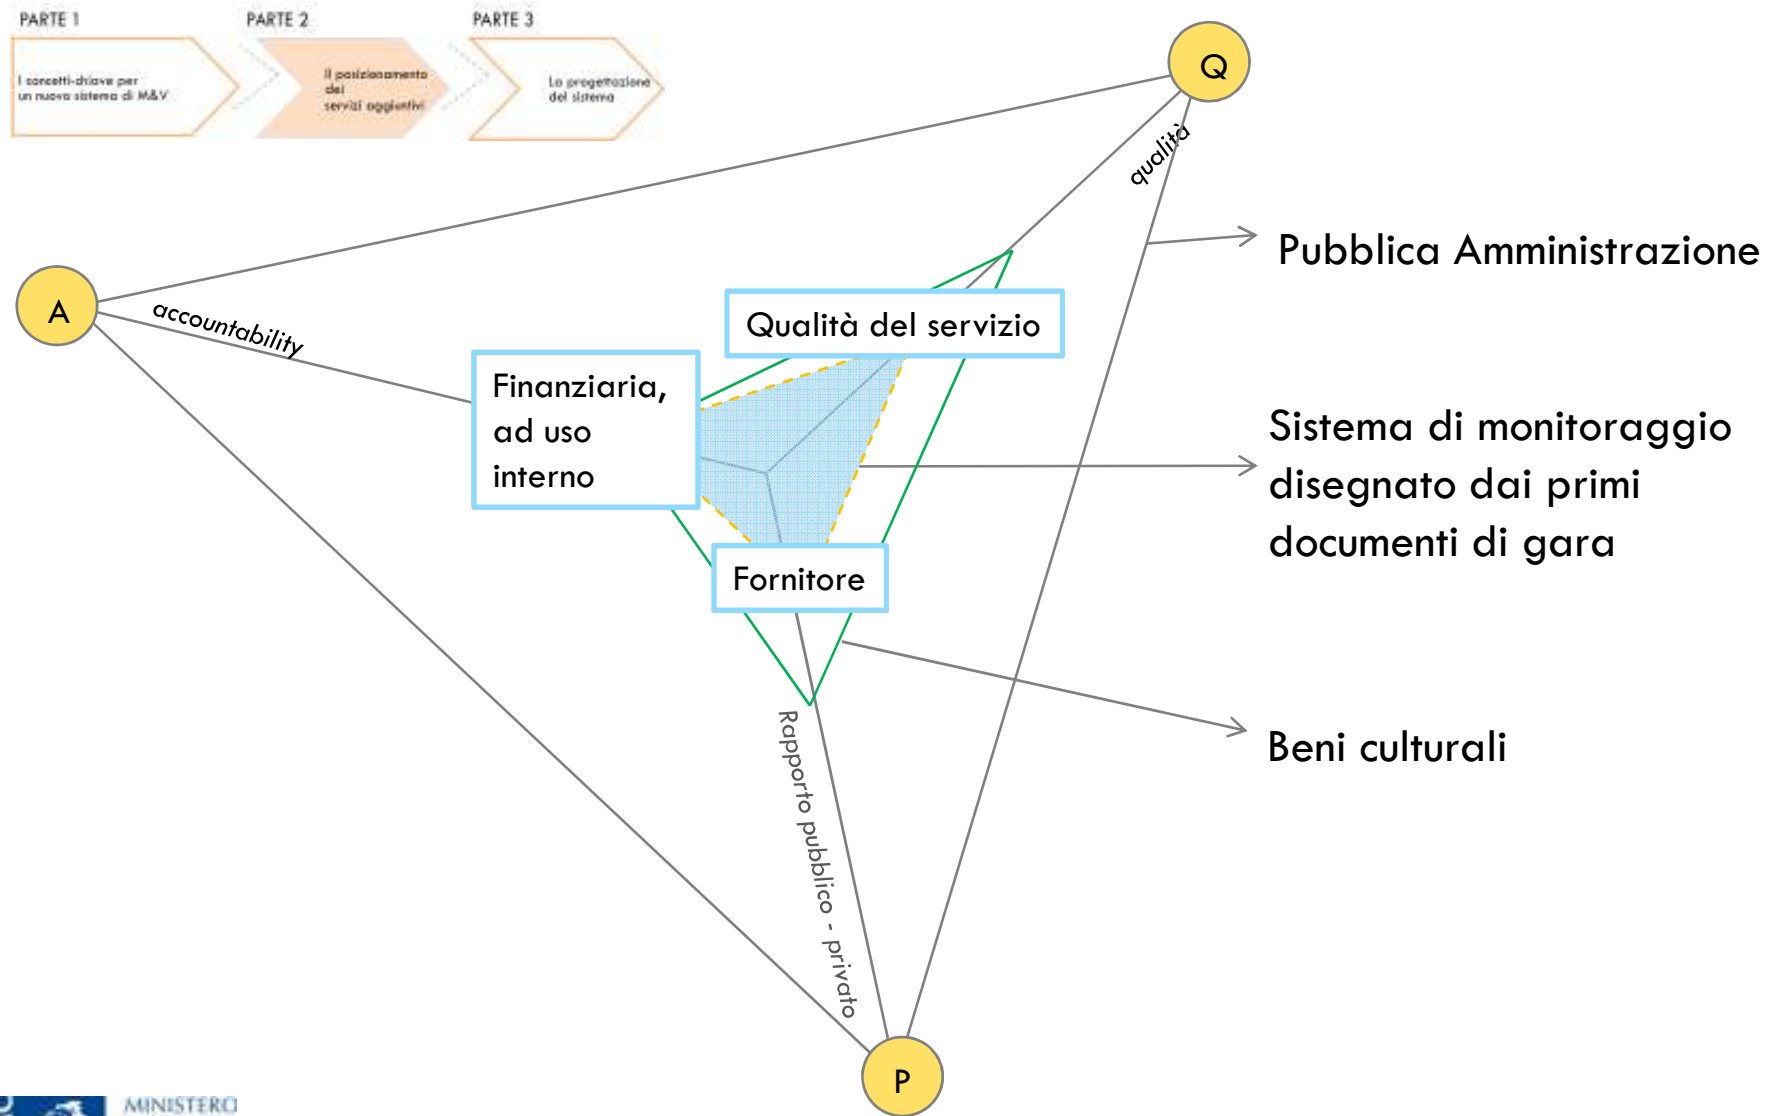 PARTE 1
PARTE 2
PARTE 3
I concetti-chiave per
un nuovo sistema di M&V
Il posizionamento
dei
servizi aggiuntivi
La progettazione
del sistema
Q
qualità
Pubblica Amministrazione
A
accountability
Qualità del servizio
Finanziaria,
ad uso
interno
Sistema di monitoraggio
disegnato dai primi
documenti di gara
Fornitore
Beni culturali
Rapporto pubblico - privato
P
MINISTERO